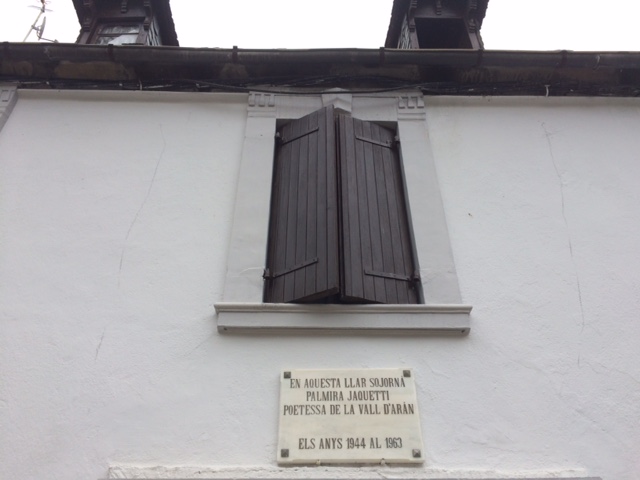 EN AQUESTA LLAR SOJORNÀ
PALMIRA JAQUETTI
POETESSA DE LA VALL D'ARÀN
ELS ANYS 1944 AL 1963